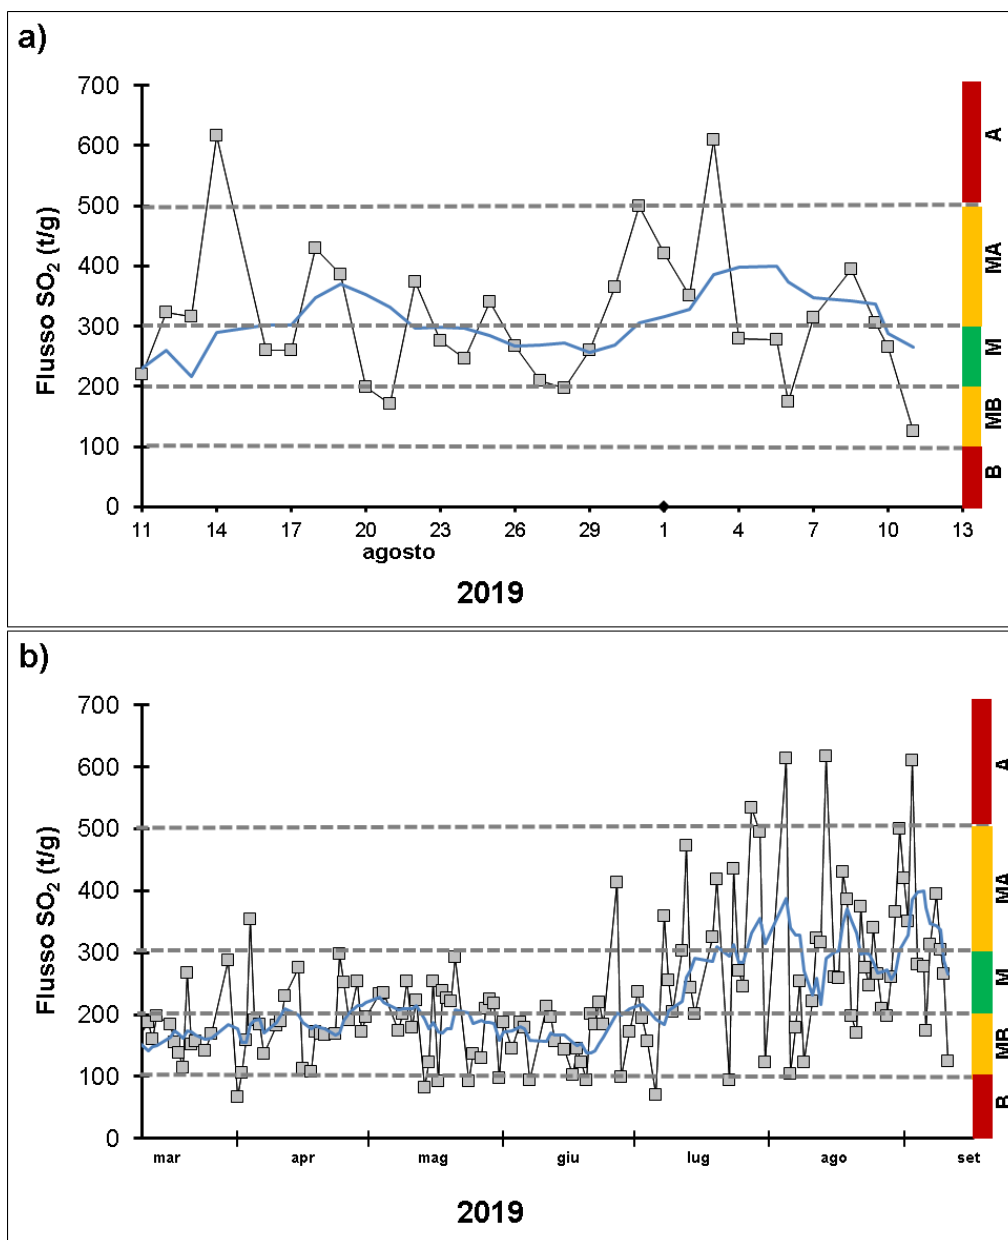 a)
700
600
500
400
300
200
100
0
Flusso SO₂ (t/g)
A
MA
M
MB
B
11 14 17 20 23 26 29 1 4 7 10 13
agosto
2019
b)
700
600
500
400
300
200
100
0
Flusso SO₂ (t/g)
A
MA
M
MB
B
mar apr mag giu lug ago set
2019